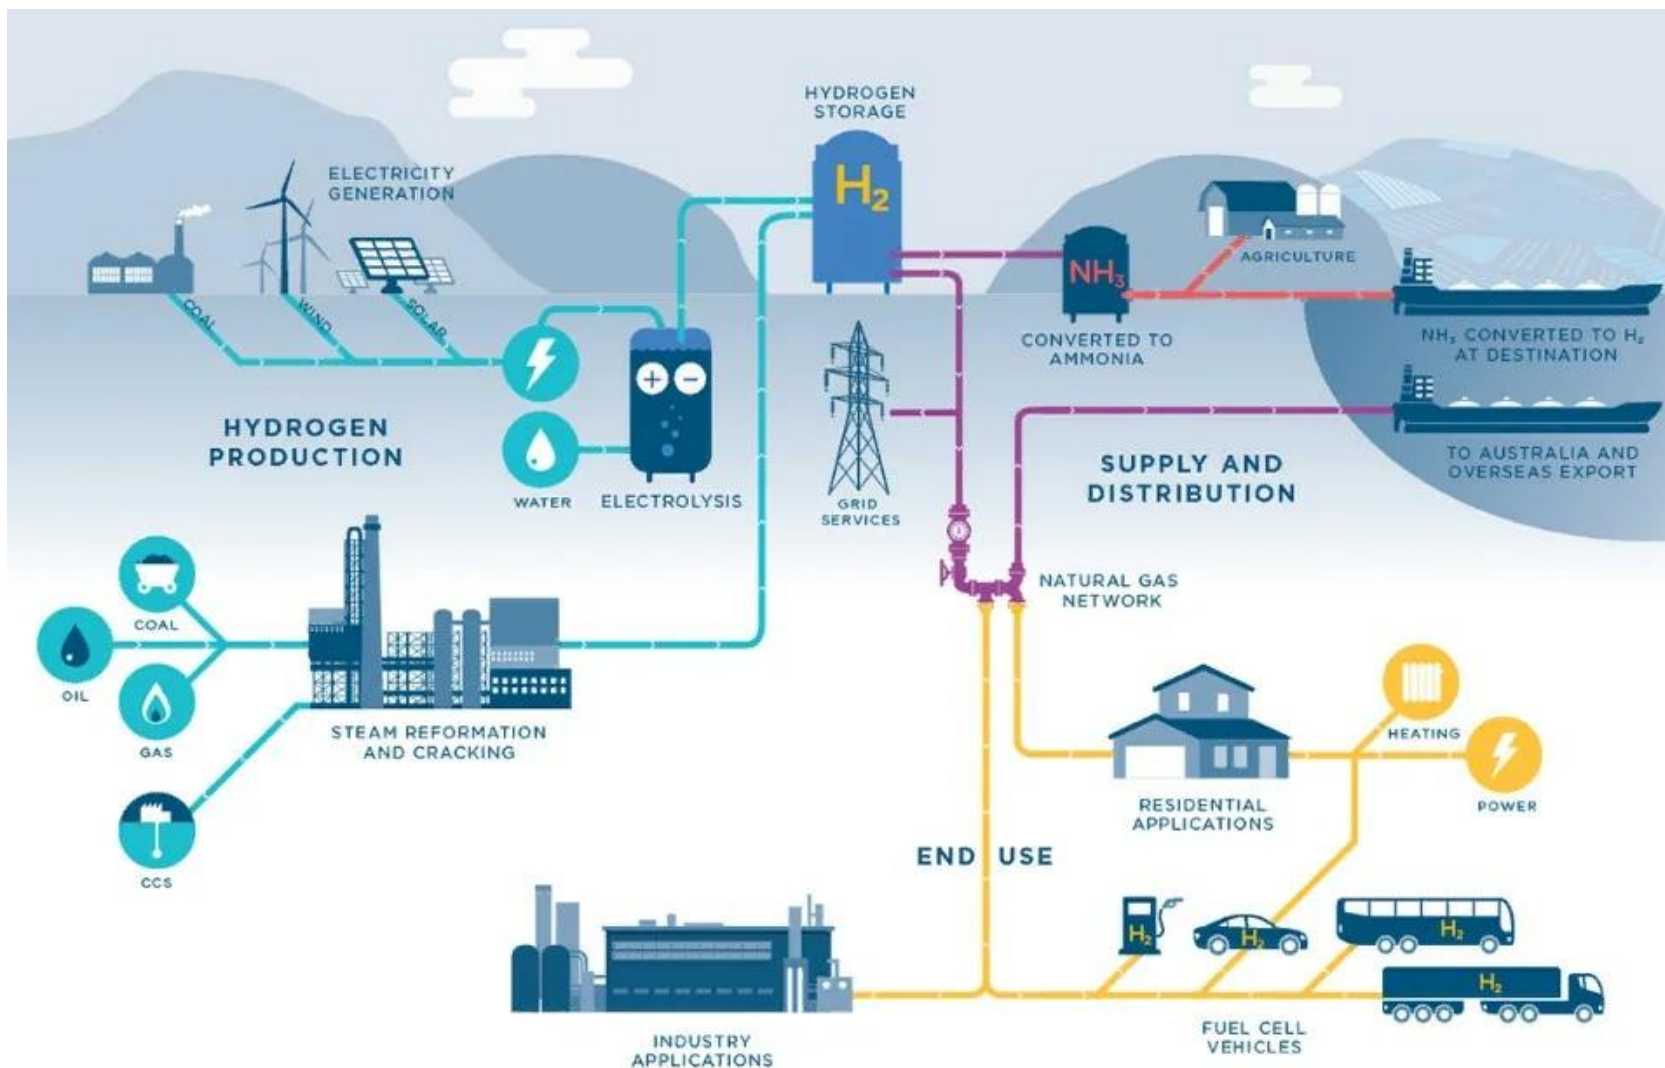 HYDROGEN
STORAGE
H₂
ELECTRICITY
GENERATION
COAL
WIND
SOLAR
HYDROGEN
PRODUCTION
WATER
ELECTROLYSIS
GRID
SERVICES
NH₃
CONVERTED TO
AMMONIA
AGRICULTURE
NH₃ CONVERTED TO H₂
AT DESTINATION
TO AUSTRALIA AND
OVERSEAS EXPORT
SUPPLY AND
DISTRIBUTION
NATURAL GAS
NETWORK
COAL
OIL
GAS
CCS
STEAM REFORMATION
AND CRACKING
HEATING
POWER
RESIDENTIAL
APPLICATIONS
END USE
H₂
H₂
H₂
H₂
INDUSTRY
APPLICATIONS
FUEL CELL
VEHICLES